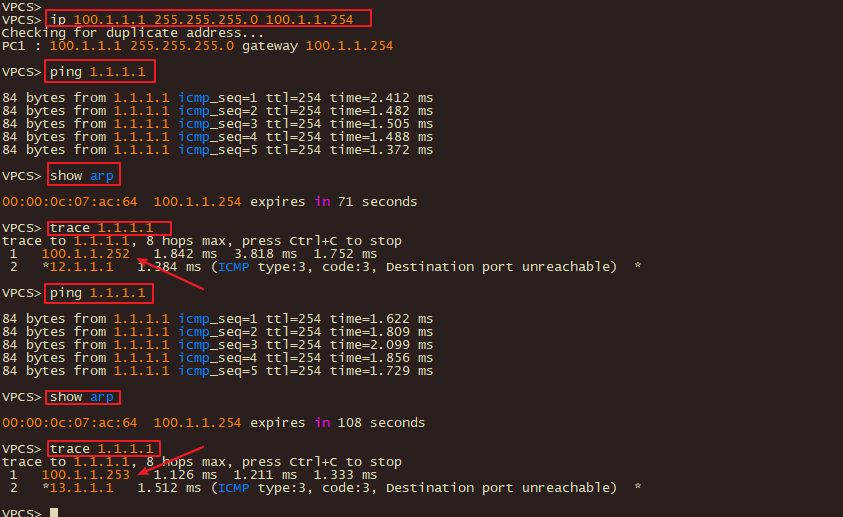 VPCS>
VPCS> ip 100.1.1.1 255.255.255.0 100.1.1.254
Checking for duplicate address...
PC1 : 100.1.1.1 255.255.255.0 gateway 100.1.1.254
VPCS> ping 1.1.1.1
84 bytes from 1.1.1.1 icmp_seq=1 ttl=254 time=2.412 ms
84 bytes from 1.1.1.1 icmp_seq=2 ttl=254 time=1.482 ms
84 bytes from 1.1.1.1 icmp_seq=3 ttl=254 time=1.505 ms
84 bytes from 1.1.1.1 icmp_seq=4 ttl=254 time=1.488 ms
84 bytes from 1.1.1.1 icmp_seq=5 ttl=254 time=1.372 ms
VPCS> show arp
00:00:0c:07:ac:64  100.1.1.254 expires in 71 seconds
VPCS> trace 1.1.1.1
trace to 1.1.1.1, 8 hops max, press Ctrl+C to stop
1   100.1.1.252   1.842 ms  3.818 ms  1.752 ms
2   *12.1.1.1   1.384 ms (ICMP type:3, code:3, Destination port unreachable)  *
VPCS> ping 1.1.1.1
84 bytes from 1.1.1.1 icmp_seq=1 ttl=254 time=1.622 ms
84 bytes from 1.1.1.1 icmp_seq=2 ttl=254 time=1.809 ms
84 bytes from 1.1.1.1 icmp_seq=3 ttl=254 time=2.099 ms
84 bytes from 1.1.1.1 icmp_seq=4 ttl=254 time=1.856 ms
84 bytes from 1.1.1.1 icmp_seq=5 ttl=254 time=1.729 ms
VPCS> show arp
00:00:0c:07:ac:64  100.1.1.254 expires in 108 seconds
VPCS> trace 1.1.1.1
trace to 1.1.1.1, 8 hops max, press Ctrl+C to stop
1   100.1.1.253   1.126 ms  1.211 ms  1.333 ms
2   *13.1.1.1   1.512 ms (ICMP type:3, code:3, Destination port unreachable)  *
VPCS>